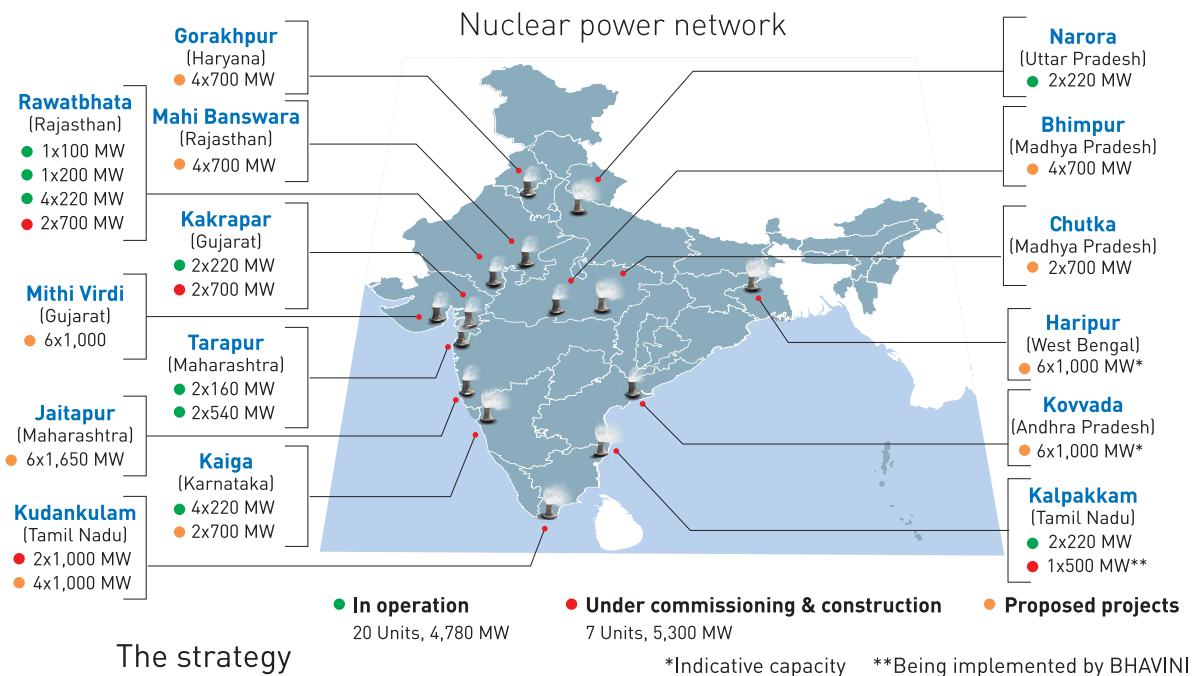 Nuclear power network
Gorakhpur
(Haryana)
4x700 MW
Rawatbhata
(Rajasthan)
1x100 MW
1x200 MW
4x220 MW
2x700 MW
Mahi Banswara
(Rajasthan)
4x700 MW
Kakrapar
(Gujarat)
2x220 MW
2x700 MW
Mithi Virdi
(Gujarat)
6x1,000
Tarapur
(Maharashtra)
2x160 MW
2x540 MW
Jaitapur
(Maharashtra)
6x1,650 MW
Kaiga
(Karnataka)
4x220 MW
2x700 MW
Kudankulam
(Tamil Nadu)
2x1,000 MW
4x1,000 MW
Narora
(Uttar Pradesh)
2x220 MW
Bhimpur
(Madhya Pradesh)
4x700 MW
Chutka
(Madhya Pradesh)
2x700 MW
Haripur
(West Bengal)
6x1,000 MW*
Kovvada
(Andhra Pradesh)
6x1,000 MW*
Kalpakkam
(Tamil Nadu)
2x220 MW
1x500 MW**
In operation
20 Units, 4,780 MW
Under commissioning & construction
7 Units, 5,300 MW
Proposed projects
The strategy
*Indicative capacity **Being implemented by BHAVINI